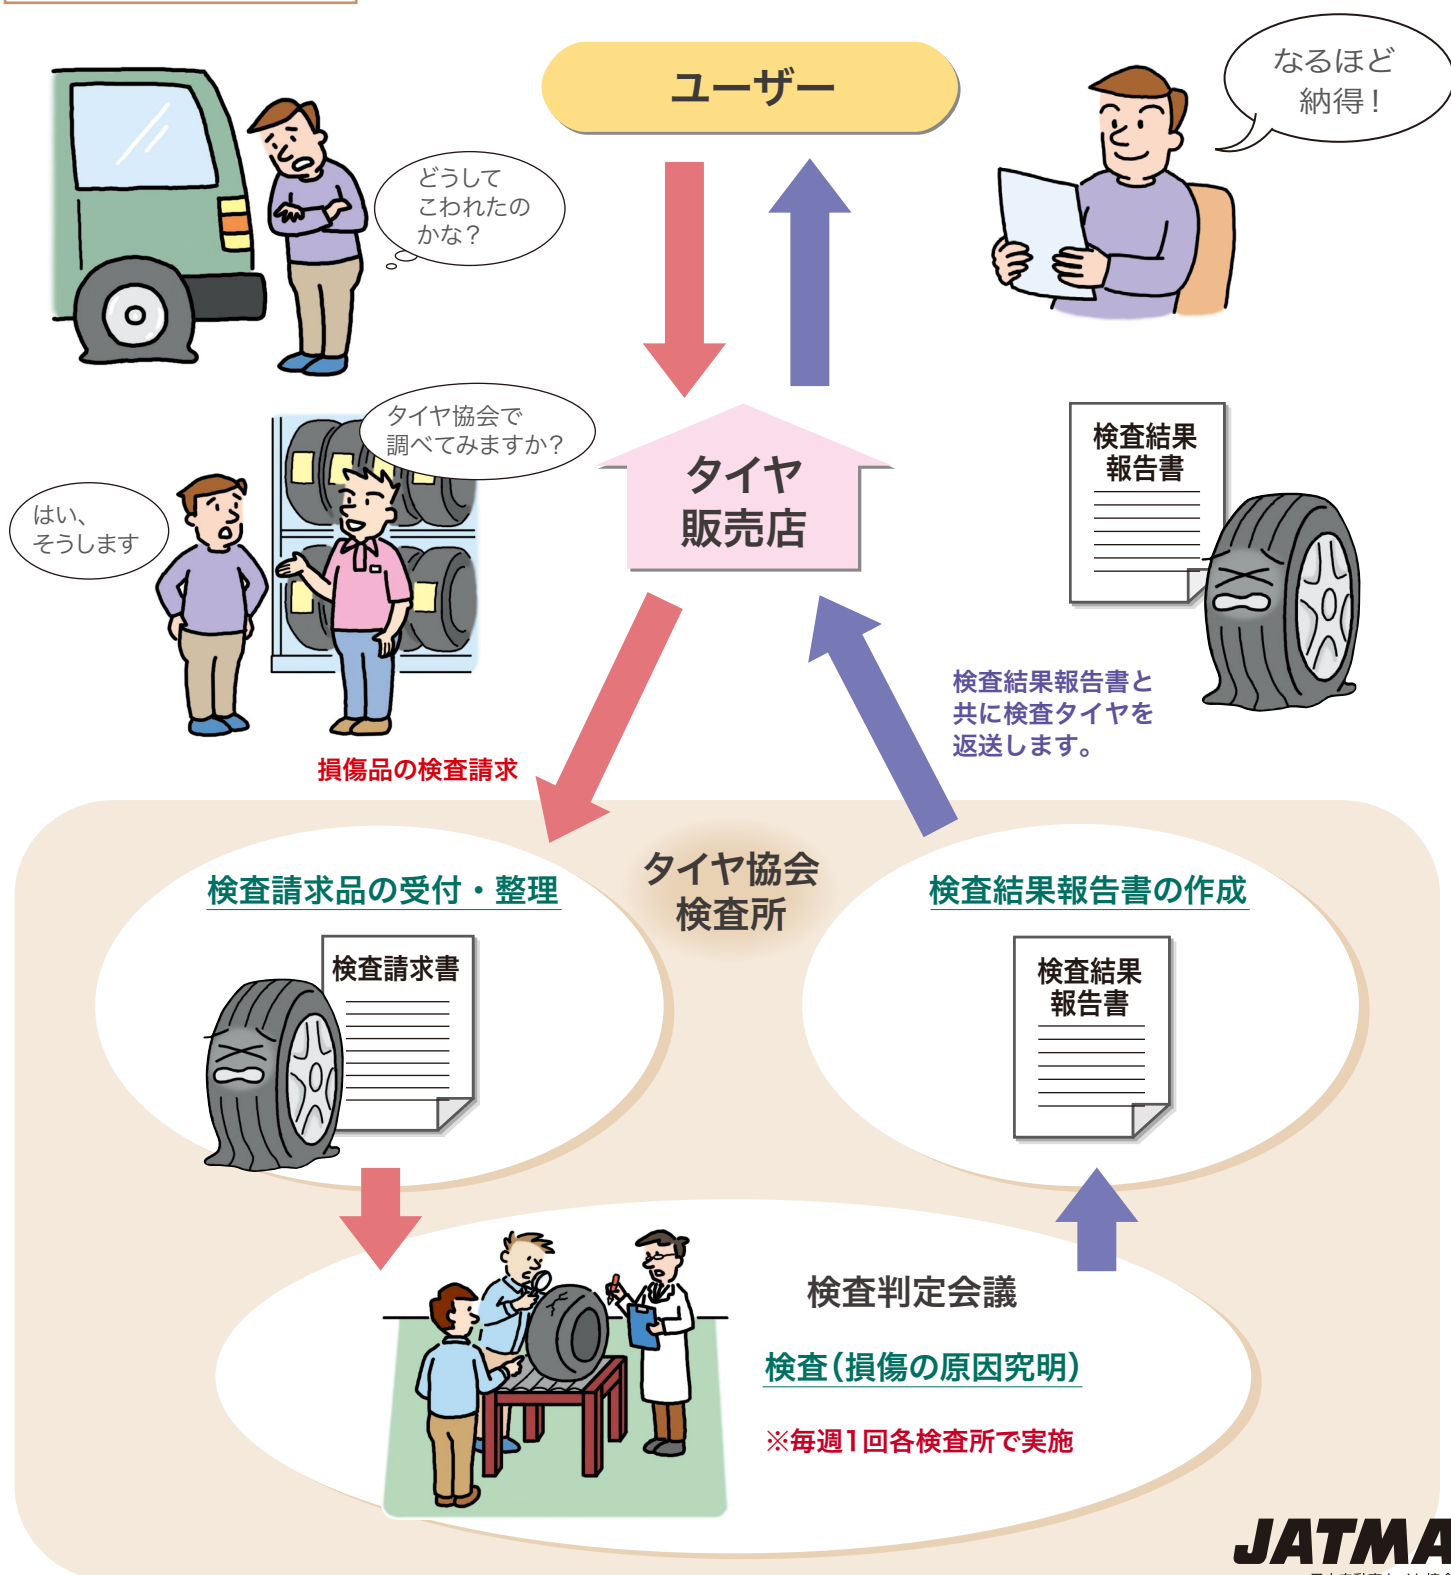 ユーザー
なるほど
納得！
どうして
こわれたの
かな？
タイヤ協会で
調べてみますか？
はい、
そうします
タイヤ
販売店
検査結果
報告書
検査結果報告書と
共に検査タイヤを
返送します。
損傷品の検査請求
タイヤ協会
検査所
検査請求品の受付・整理
検査請求書
検査結果報告書の作成
検査結果
報告書
検査判定会議
検査（損傷の原因究明）
※毎週1回各検査所で実施
JATMA